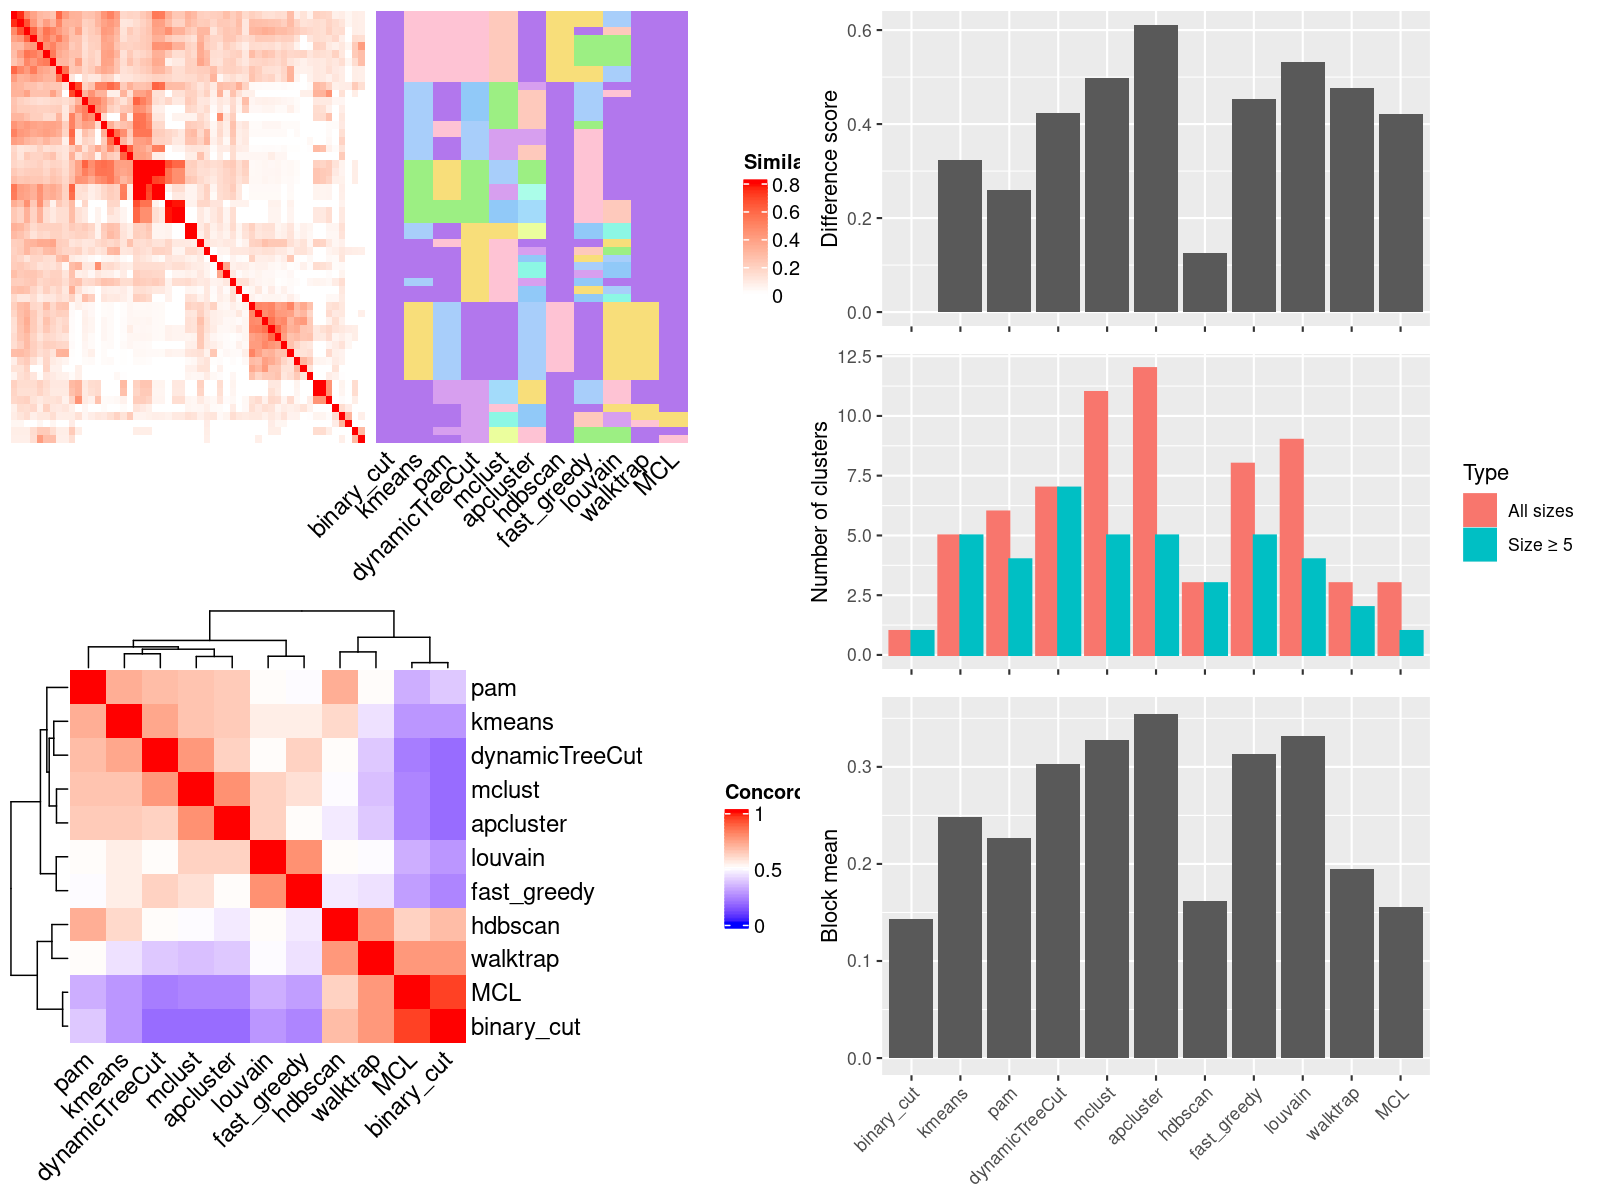 Simila
0.8
0.6
0.4
0.2
0
binary_cut
kmeans
pam
dynamicTreeCut
mclust
apcluster
hdbscan
fast_greedy
louvain
walktrap
MCL
Concord
1
0.5
0
pam
kmeans
dynamicTreeCut
mclust
apcluster
louvain
fast_greedy
hdbscan
walktrap
MCL
binary_cut
pam
kmeans
dynamicTreeCut
mclust
apcluster
louvain
fast_greedy
hdbscan
walktrap
MCL
binary_cut
Difference score
0.6
0.4
0.2
0.0
Number of clusters
12.5
10.0
7.5
5.0
2.5
0.0
Type
All sizes
Size ≥ 5
Block mean
0.3
0.2
0.1
0.0
binary_cut
kmeans
pam
dynamicTreeCut
mclust
apcluster
hdbscan
fast_greedy
louvain
walktrap
MCL